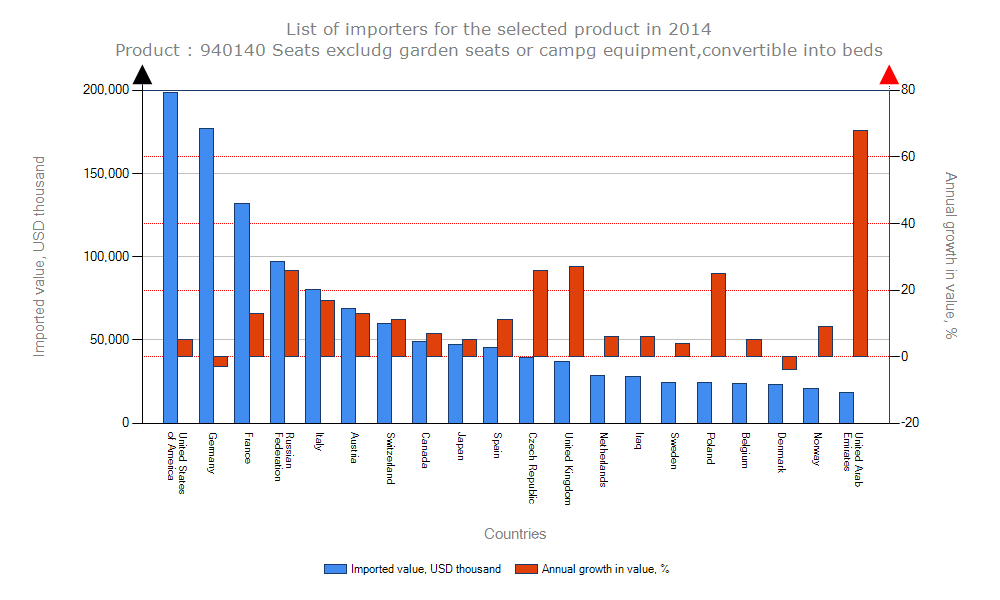 List of importers for the selected product in 2014
Product : 940140 Seats excludg garden seats or campg equipment,convertible into beds
200,000
150,000
100,000
50,000
0
Imported value, USD thousand
80
60
40
20
0
-20
Annual growth in value, %
United States
of America
Germany
France
Russian
Federation
Italy
Austria
Switzerland
Canada
Japan
Spain
Czech Republic
United Kingdom
Netherlands
Iraq
Sweden
Poland
Belgium
Denmark
Norway
United Arab
Emirates
Countries
Imported value, USD thousand
Annual growth in value, %